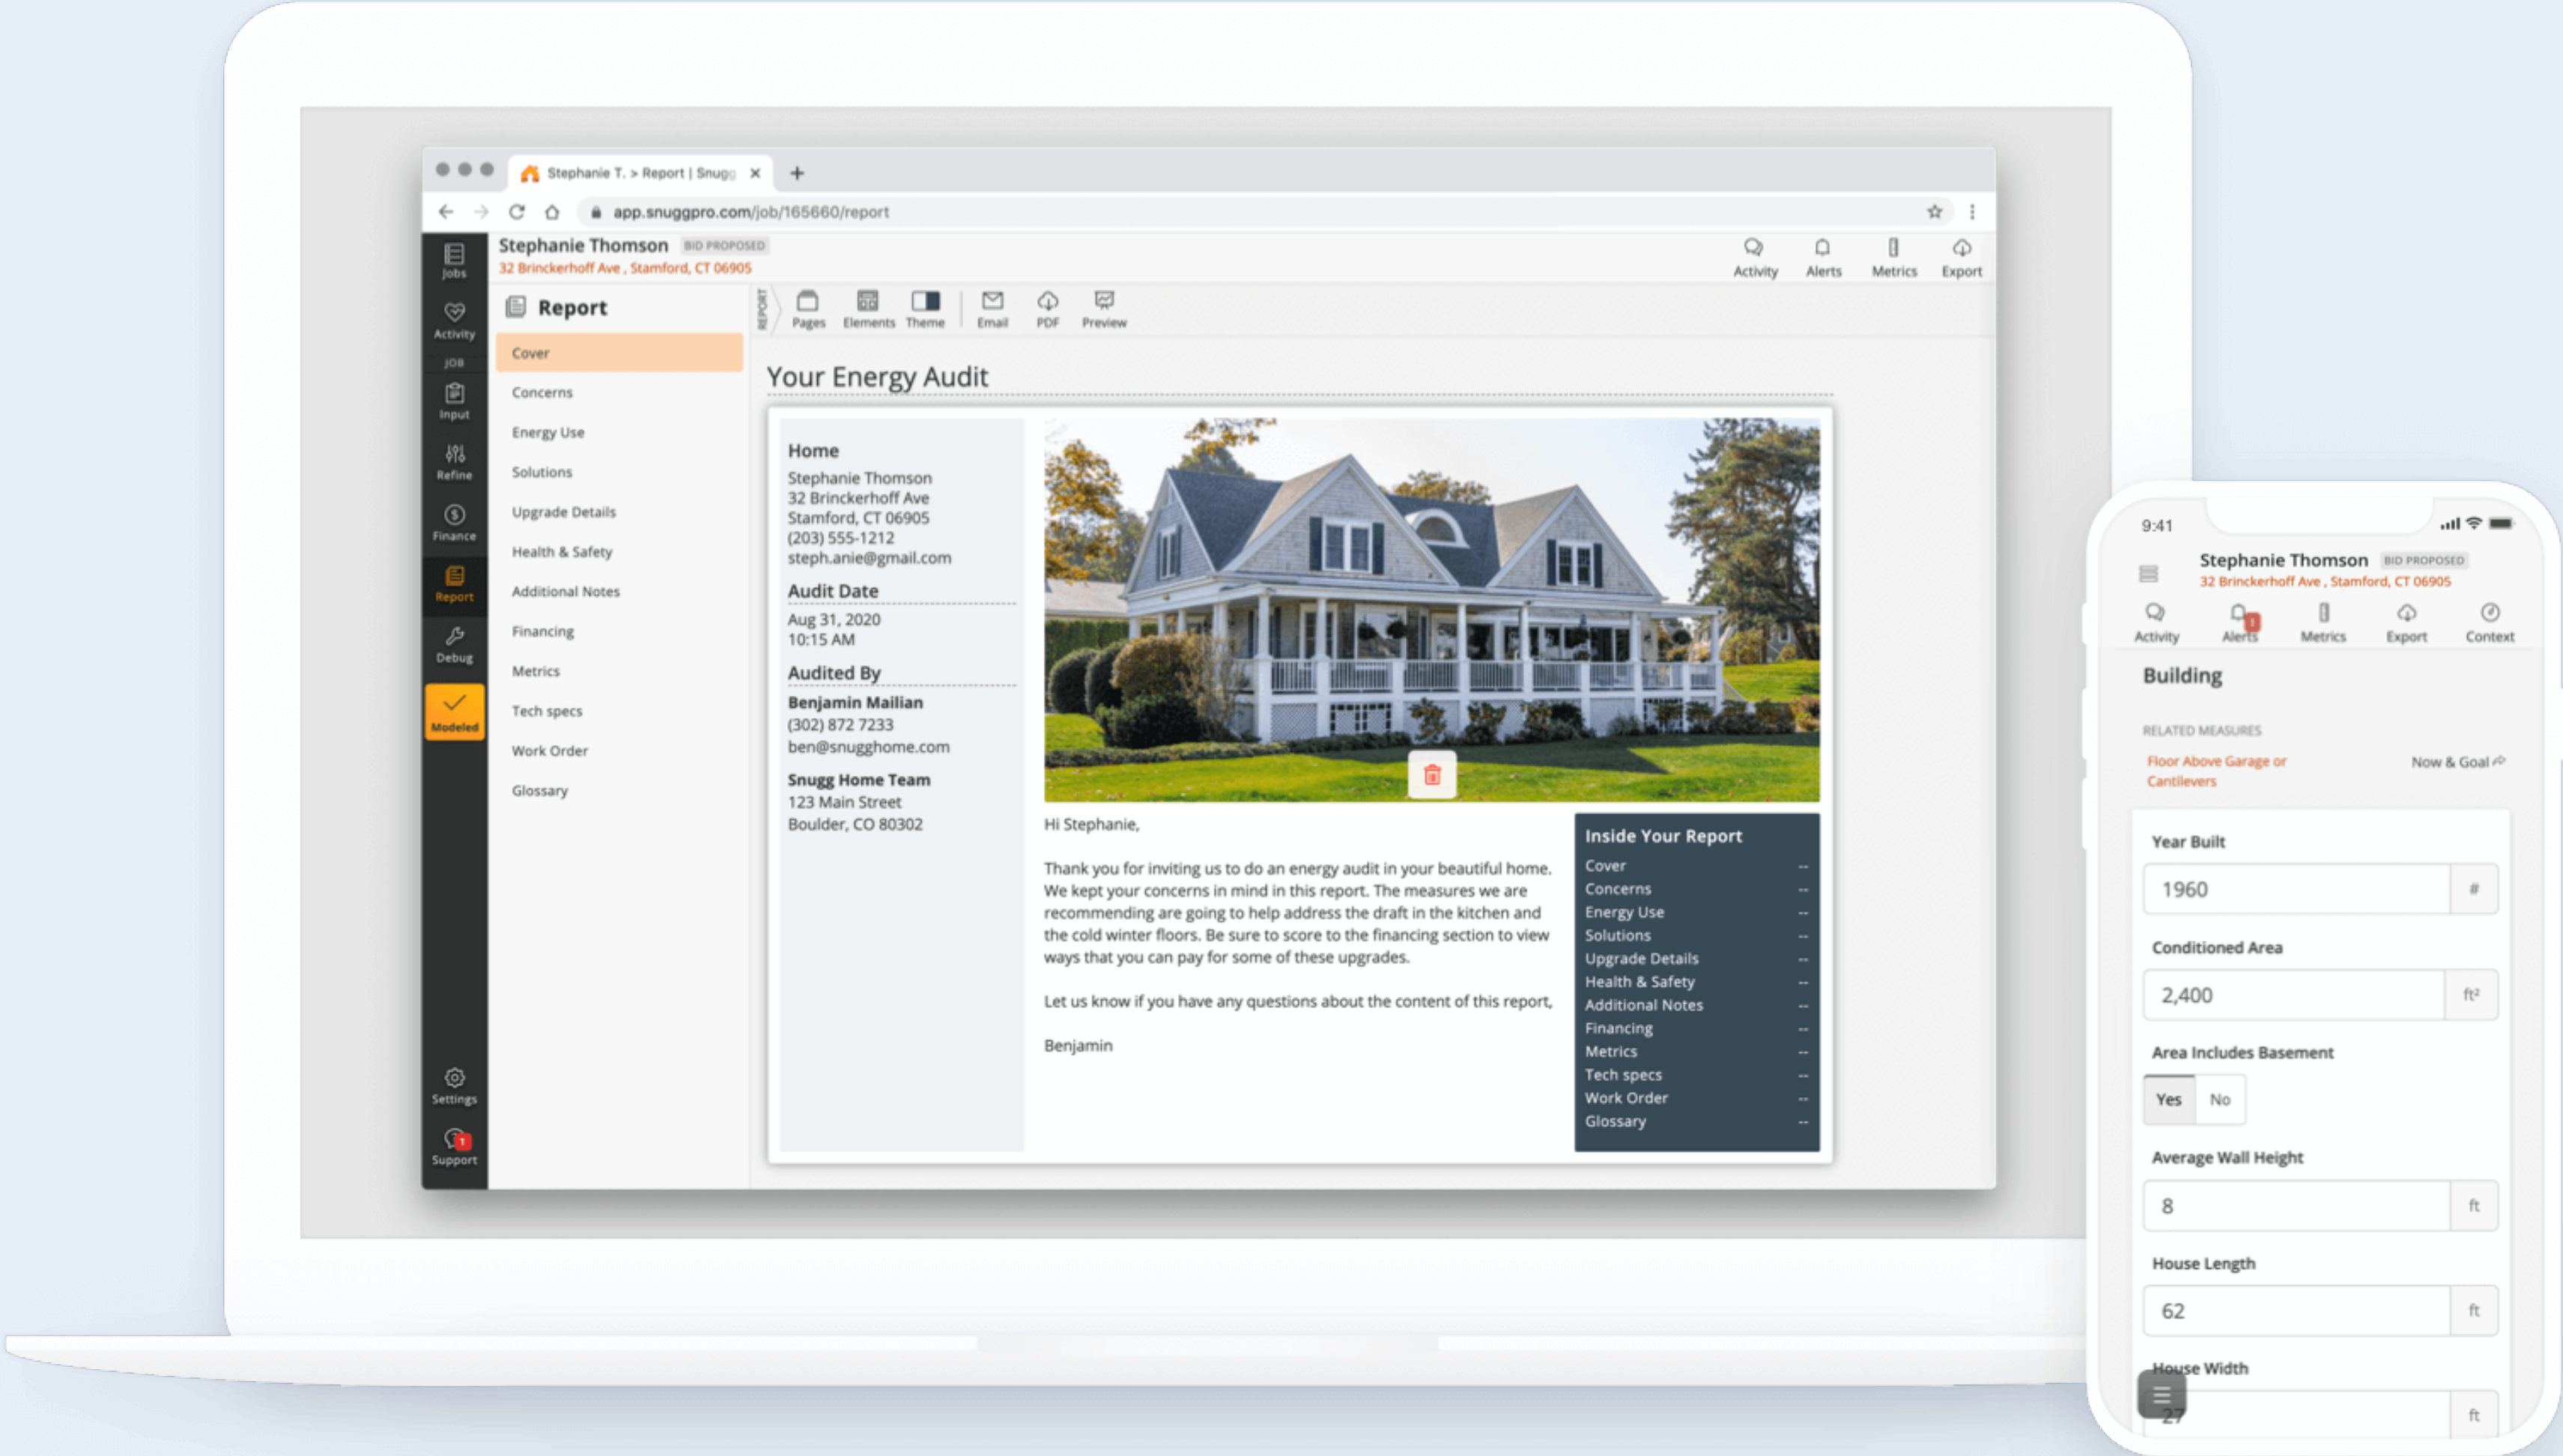 Stephanie T. > Report | Snugg
app.snuggpro.com/job/165660/report
Jobs
Activity
JOB
Input
Refine
Finance
Report
Debug
Modeled
Settings
1
Support
Stephanie Thomson BID PROPOSED
32 Brinckerhoff Ave , Stamford, CT 06905
Activity Alerts Metrics Export
Report
Cover
Concerns
Energy Use
Solutions
Upgrade Details
Health & Safety
Additional Notes
Financing
Metrics
Tech specs
Work Order
Glossary
REPORT
Pages Elements Theme Email PDF Preview
Your Energy Audit
Home
Stephanie Thomson
32 Brinckerhoff Ave
Stamford, CT 06905
(203) 555-1212
steph.anie@gmail.com
Audit Date
Aug 31, 2020
10:15 AM
Audited By
Benjamin Mailian
(302) 872 7233
ben@snugghome.com
Snugg Home Team
123 Main Street
Boulder, CO 80302
Hi Stephanie,
Thank you for inviting us to do an energy audit in your beautiful home.
We kept your concerns in mind in this report. The measures we are
recommending are going to help address the draft in the kitchen and
the cold winter floors. Be sure to score to the financing section to view
ways that you can pay for some of these upgrades.
Let us know if you have any questions about the content of this report,
Benjamin
Inside Your Report
Cover --
Concerns --
Energy Use --
Solutions --
Upgrade Details --
Health & Safety --
Additional Notes --
Financing --
Metrics --
Tech specs --
Work Order --
Glossary --
9:41
Stephanie Thomson BID PROPOSED
32 Brinckerhoff Ave , Stamford, CT 06905
1
Activity Alerts Metrics Export Context
Building
RELATED MEASURES
Floor Above Garage or
Cantilevers
Now & Goal
Year Built
1960 #
Conditioned Area
2,400 ft²
Area Includes Basement
Yes No
Average Wall Height
8 ft
House Length
62 ft
House Width
27 ft